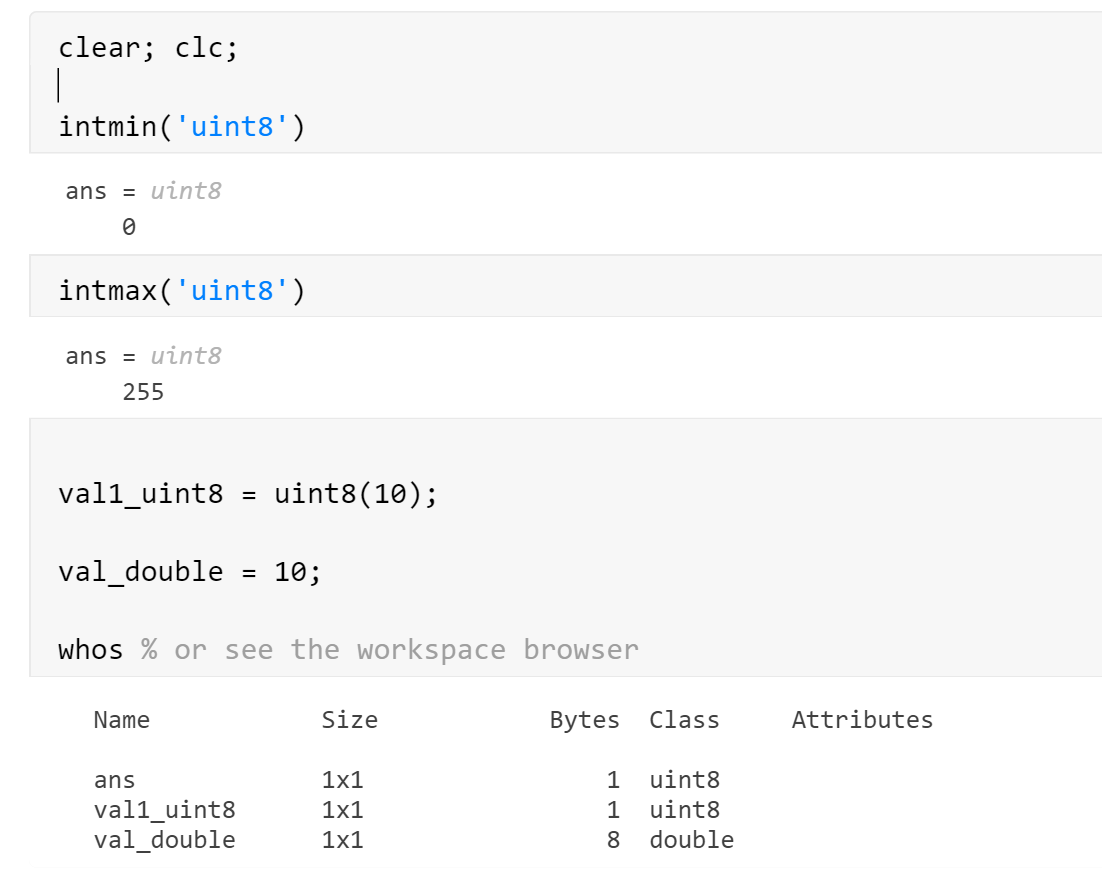 clear; clc;
intmin('uint8')
ans = uint8
0
intmax('uint8')
ans = uint8
255
val1_uint8 = uint8(10);
val_double = 10;
whos % or see the workspace browser
Name Size Bytes Class Attributes
ans 1x1 1 uint8
val1_uint8 1x1 1 uint8
val_double 1x1 8 double